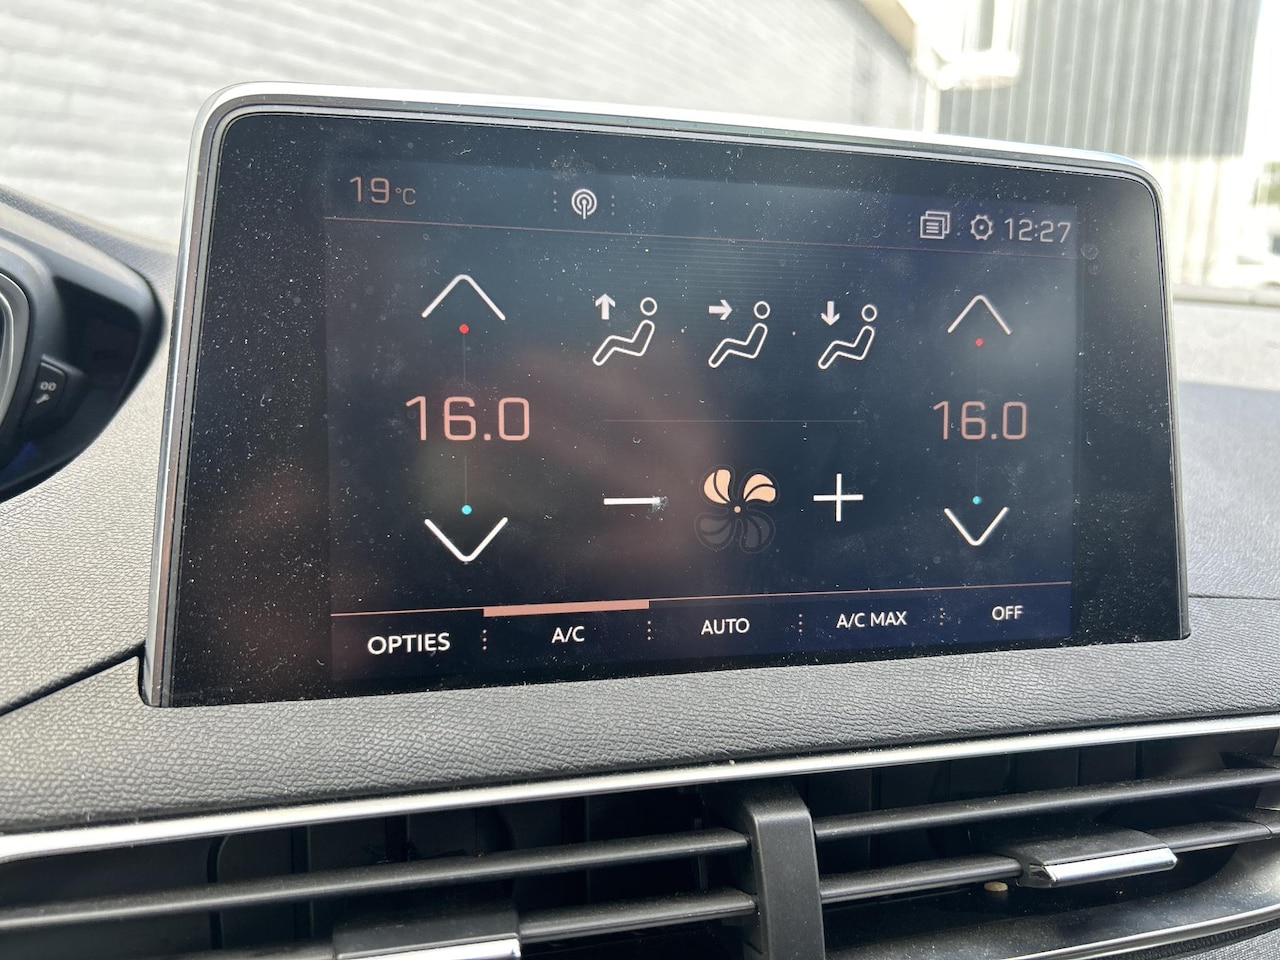 19°C
12:27
16.0
16.0
OPTIES
A/C
AUTO
A/C MAX
OFF